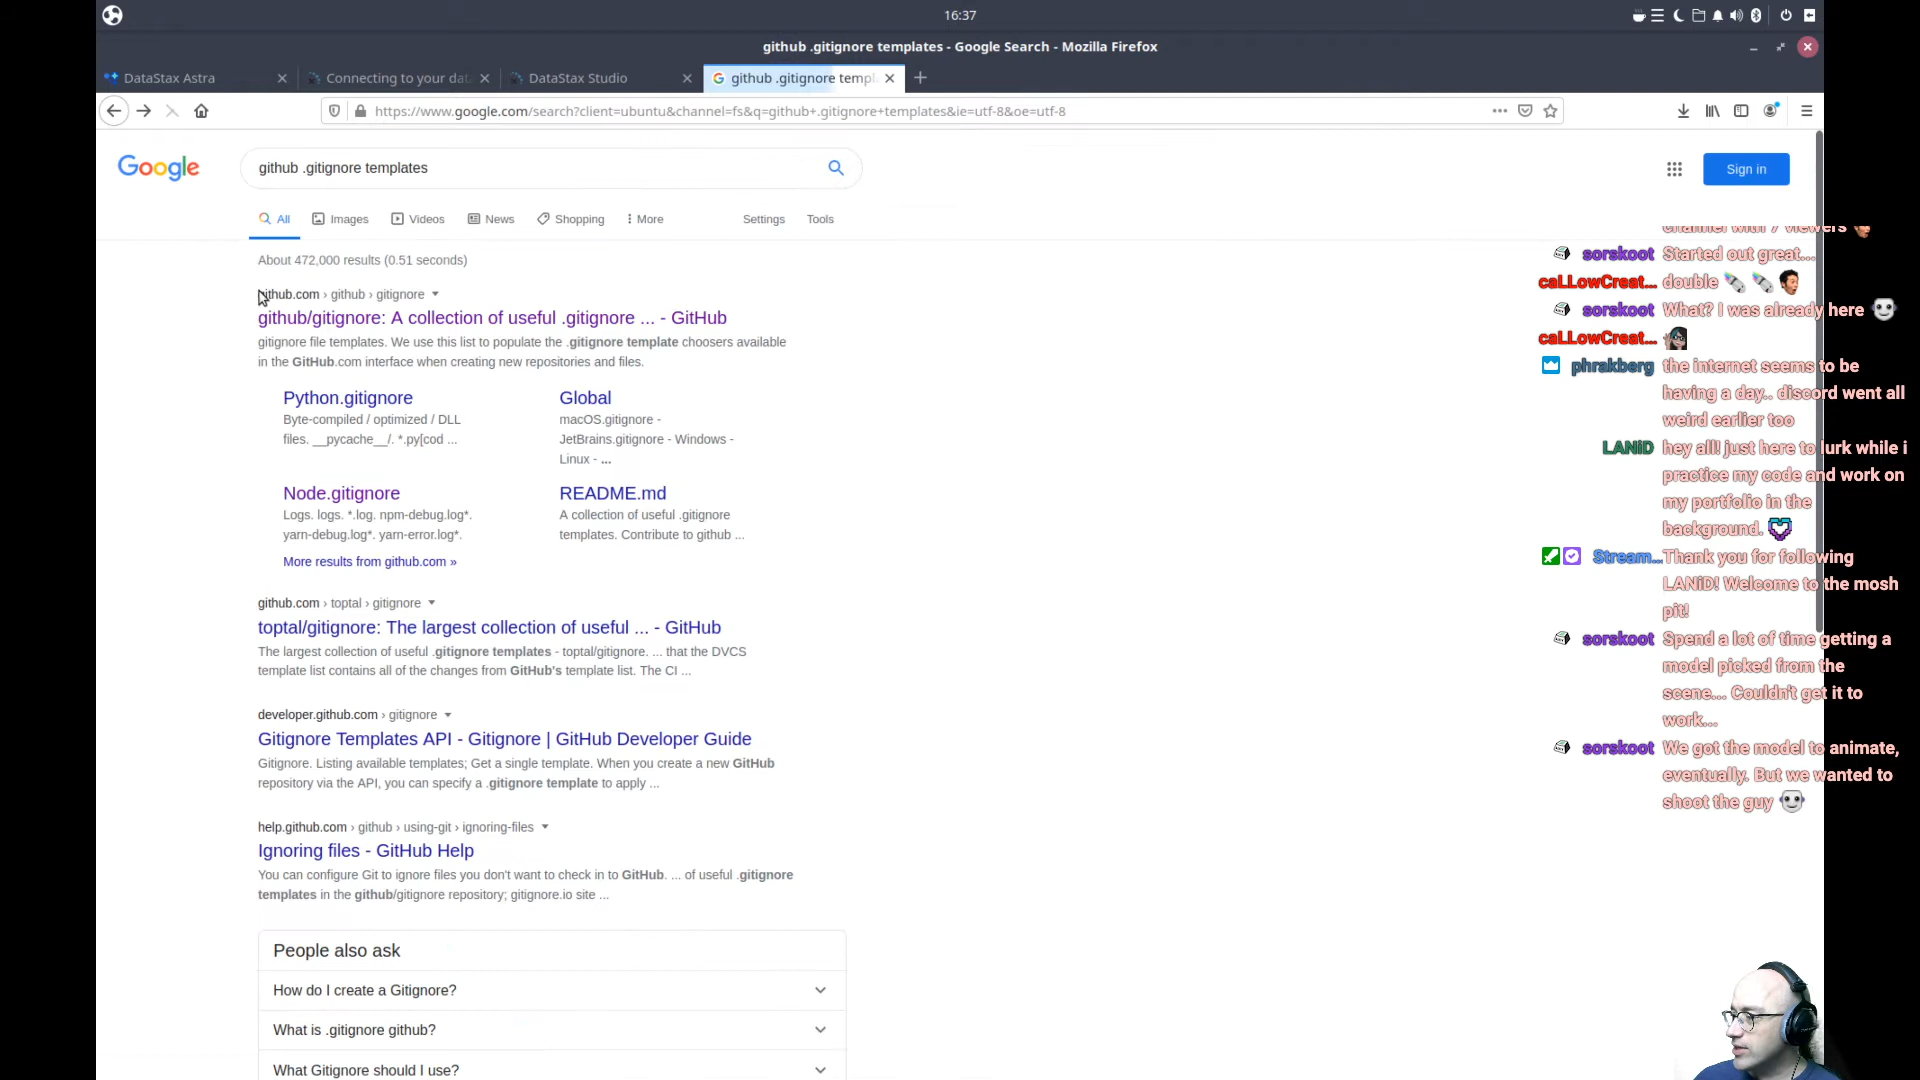 16:37
github .gitignore templates - Google Search - Mozilla Firefox
DataStax Astra
Connecting to your dat
DataStax Studio
github .gitignore templ
https://www.google.com/search?client=ubuntu&channel=fs&q=github+.gitignore+templates&ie=utf-8&oe=utf-8
Google
github .gitignore templates
Sign in
All
Images
Videos
News
Shopping
More
Settings
Tools
About 472,000 results (0.51 seconds)
github.com › github › gitignore
github/gitignore: A collection of useful .gitignore ... - GitHub
gitignore file templates. We use this list to populate the .gitignore template choosers available
in the GitHub.com interface when creating new repositories and files.
Python.gitignore
Byte-compiled / optimized / DLL
files. __pycache__/. *.py[cod ...
Global
macOS.gitignore -
JetBrains.gitignore - Windows -
Linux - ...
Node.gitignore
Logs. logs. *.log. npm-debug.log*.
yarn-debug.log*. yarn-error.log*.
README.md
A collection of useful .gitignore
templates. Contribute to github ...
More results from github.com »
github.com › toptal › gitignore
toptal/gitignore: The largest collection of useful ... - GitHub
The largest collection of useful .gitignore templates - toptal/gitignore. ... that the DVCS
template list contains all of the changes from GitHub's template list. The CI ...
developer.github.com › gitignore
Gitignore Templates API - Gitignore | GitHub Developer Guide
Gitignore. Listing available templates; Get a single template. When you create a new GitHub
repository via the API, you can specify a .gitignore template to apply ...
help.github.com › github › using-git › ignoring-files
Ignoring files - GitHub Help
You can configure Git to ignore files you don't want to check in to GitHub. ... of useful .gitignore
templates in the github/gitignore repository; gitignore.io site ...
People also ask
How do I create a Gitignore?
What is .gitignore github?
What Gitignore should I use?
channel with 7 viewers
sorskoot Started out great...
caLLowCreat... double
sorskoot What? I was already here
caLLowCreat...
phrakberg the internet seems to be
having a day.. discord went all
weird earlier too
LANiD hey all! just here to lurk while i
practice my code and work on
my portfolio in the
background.
Stream... Thank you for following
LANiD! Welcome to the mosh
pit!
sorskoot Spend a lot of time getting a
model picked from the
scene... Couldn't get it to
work...
sorskoot We got the model to animate,
eventually. But we wanted to
shoot the guy